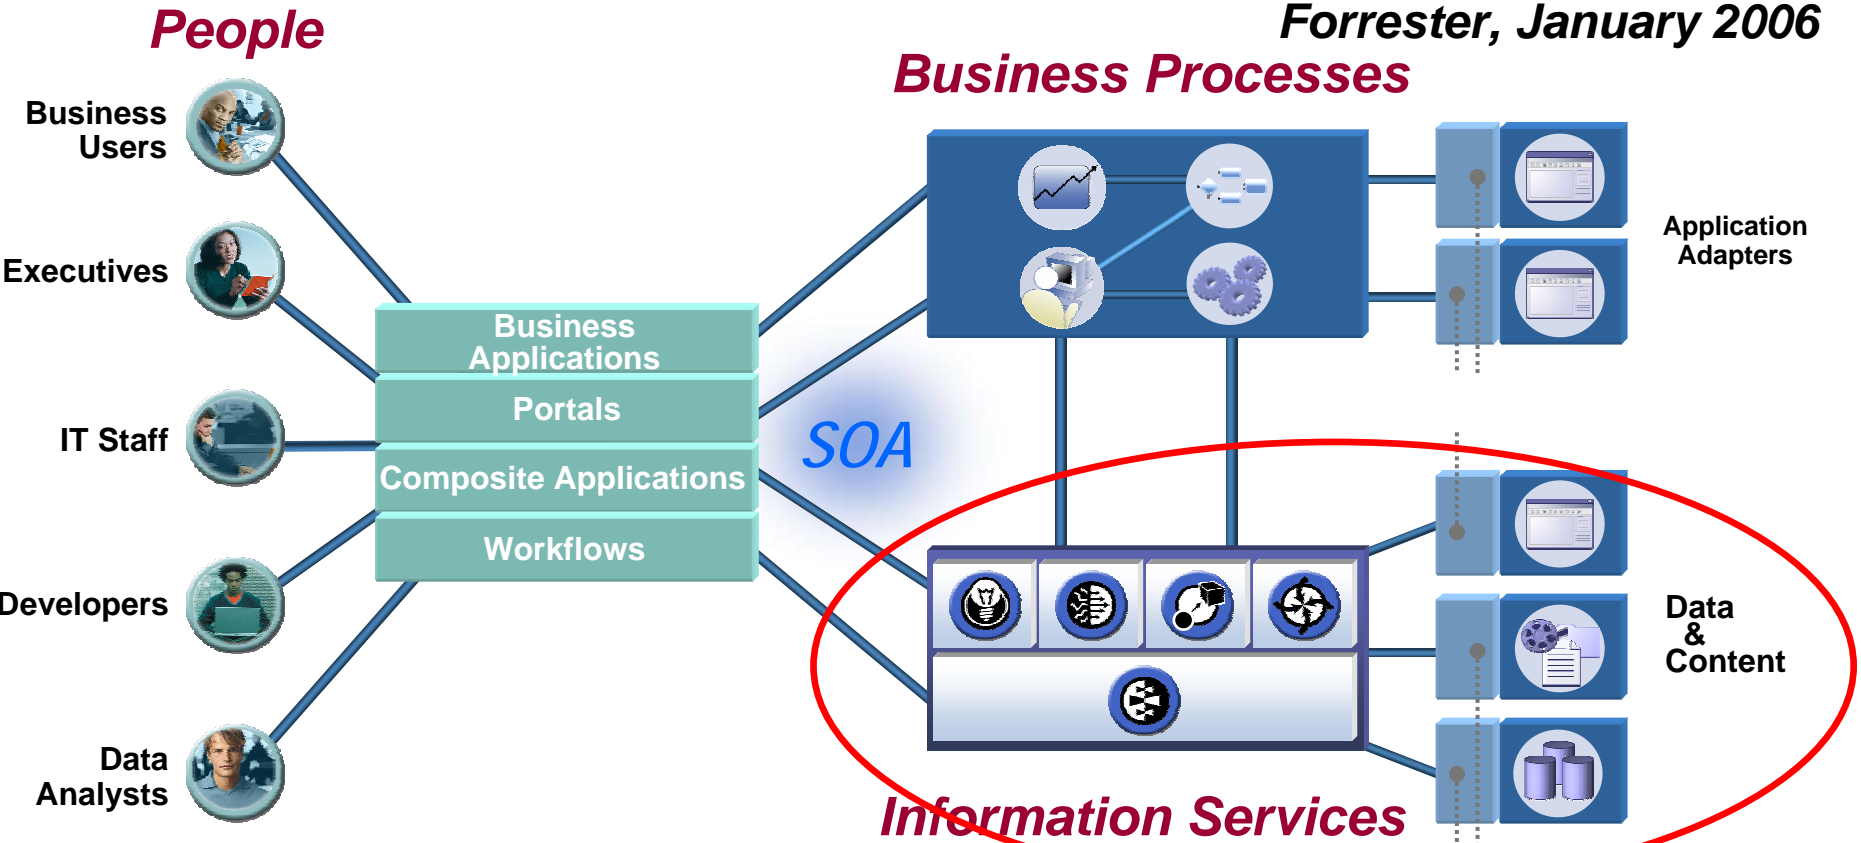 People
Forrester, January 2006
Business Processes
Business
Users
Executives
IT Staff
Developers
Data
Analysts
Business
Applications
Portals
Composite Applications
Workflows
SOA
Application
Adapters
Data
&
Content
Information Services